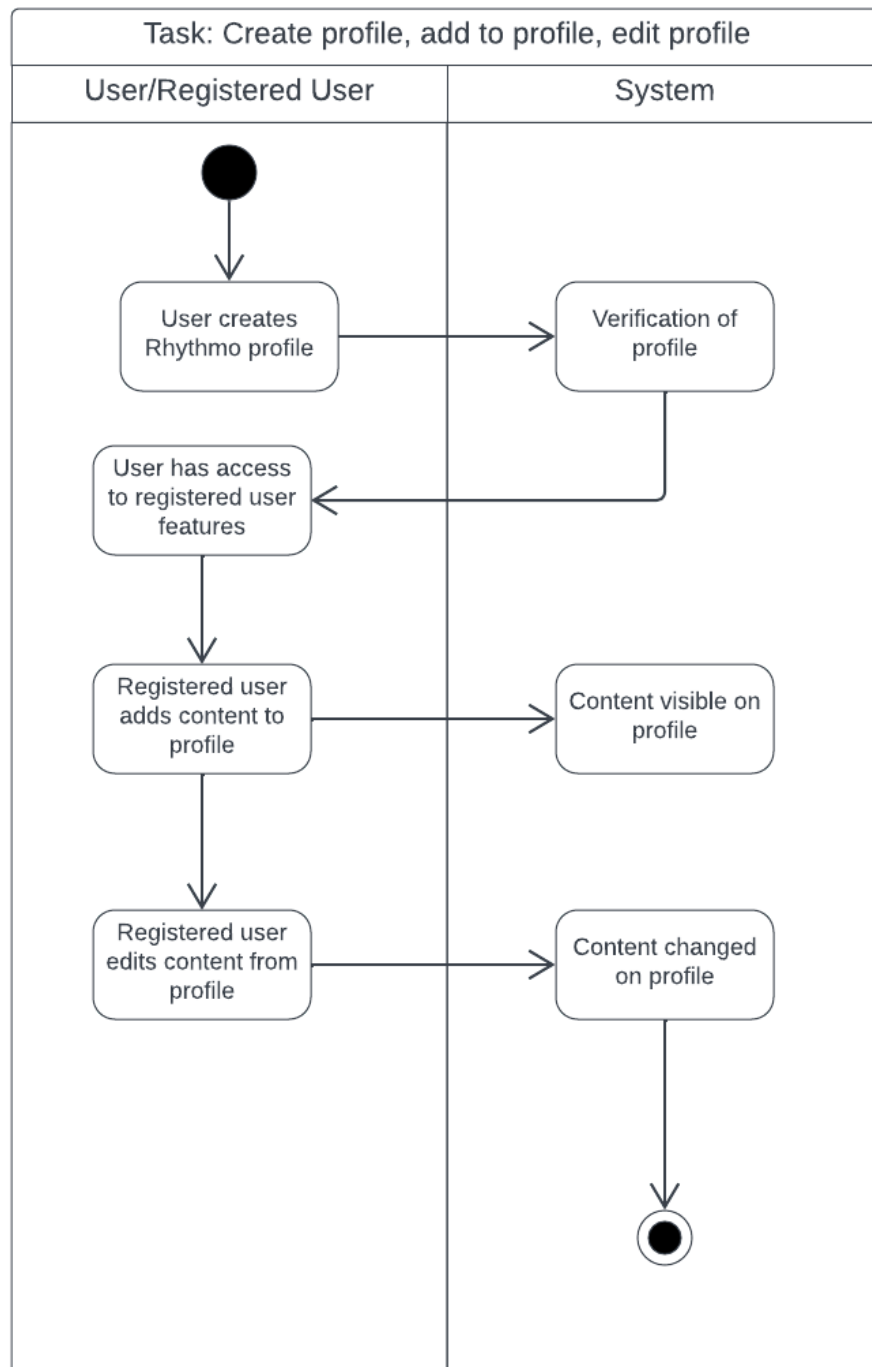 Task: Create profile, add to profile, edit profile
User/Registered User
System
User creates
Rhythmo profile
Verification of
profile
User has access
to registered user
features
Registered user
adds content to
profile
Content visible on
profile
Registered user
edits content from
profile
Content changed
on profile